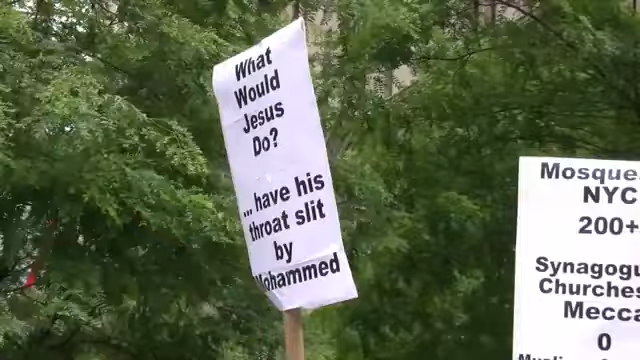 What
Would
Jesus
Do?
... have his
throat slit
by
Mohammed
Mosque
NYC
200+
Synagogu
Churches
Mecca
0